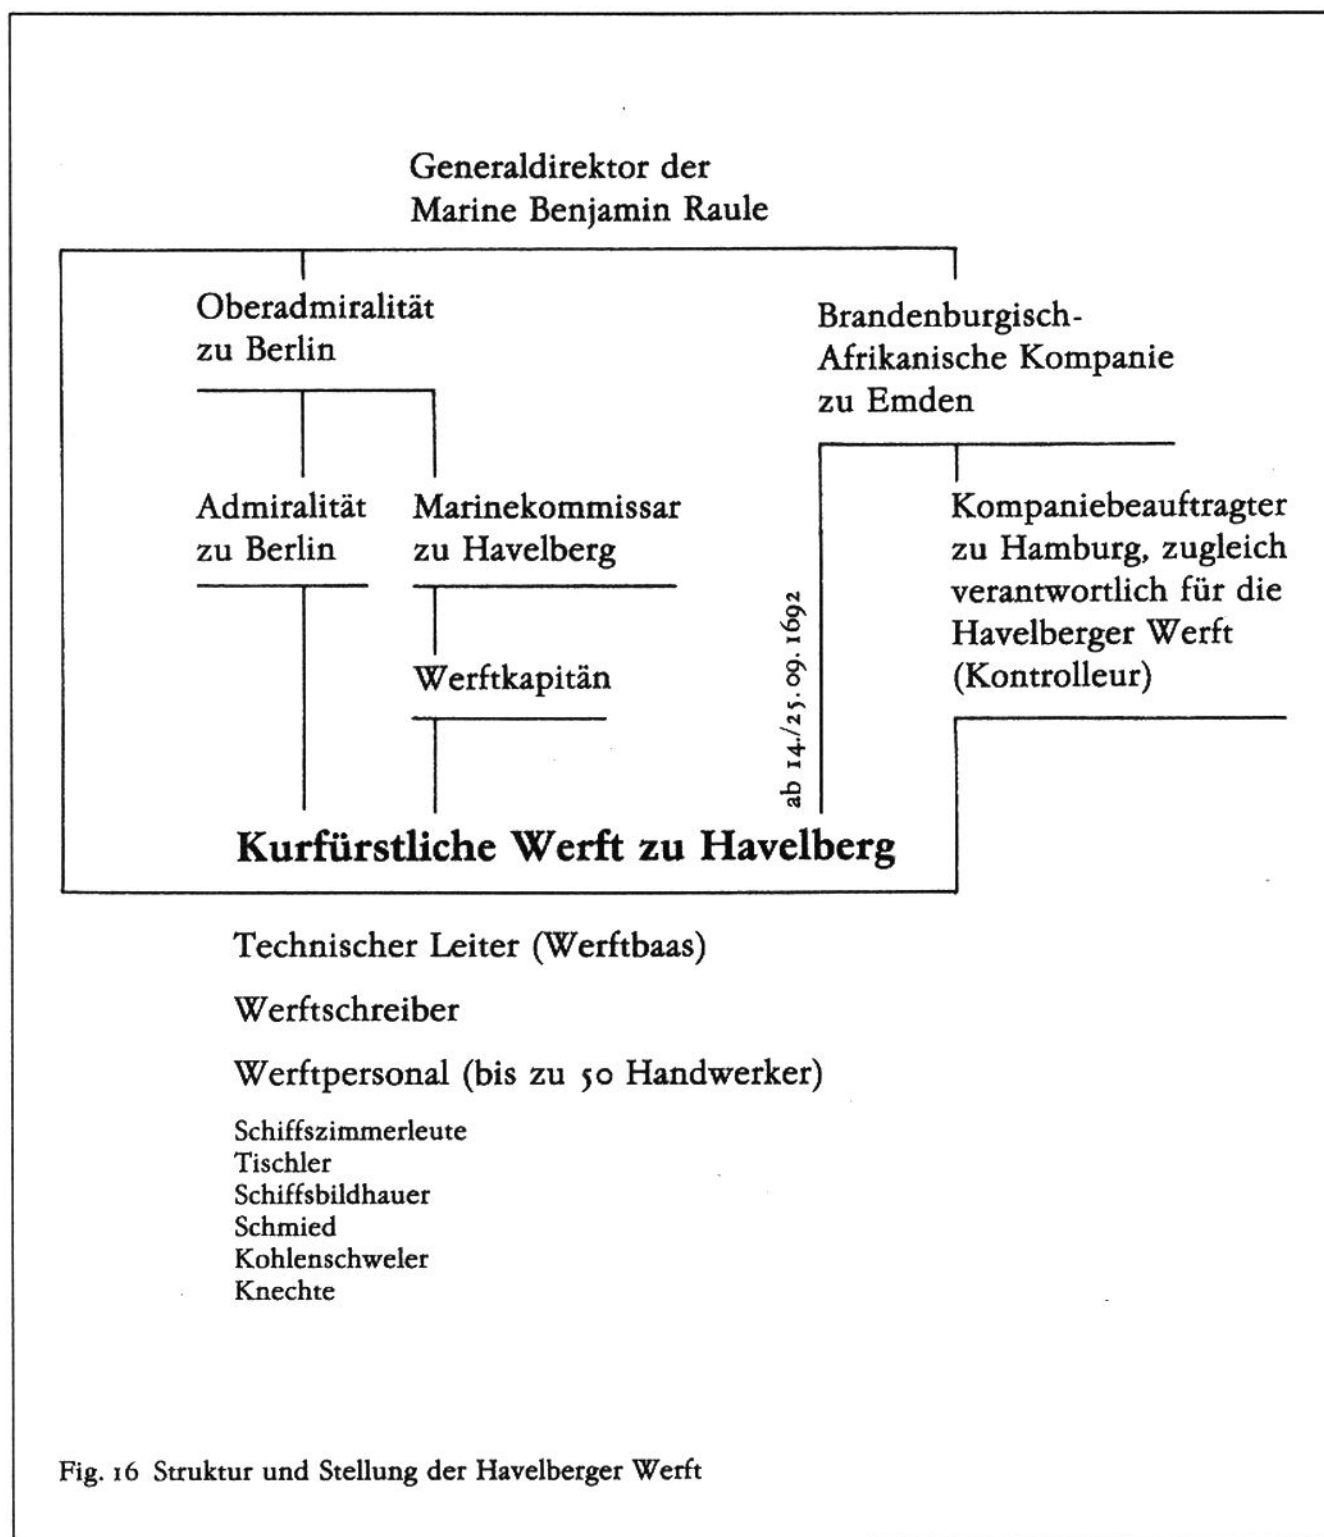 Generaldirektor der
Marine Benjamin Raule
Oberadmiralität
zu Berlin
Brandenburgisch-
Afrikanische Kompanie
zu Emden
Admiralität
zu Berlin
Marinekommissar
zu Havelberg
Kompaniebeauftragter
zu Hamburg, zugleich
verantwortlich für die
Havelberger Werft
(Kontrolleur)
Werftkapitän
ab 14./25. 09. 1692
Kurfürstliche Werft zu Havelberg
Technischer Leiter (Werftbaas)
Werftschreiber
Werftpersonal (bis zu 50 Handwerker)
Schiffszimmerleute
Tischler
Schiffsbildhauer
Schmied
Kohlenschweler
Knechte
Fig. 16 Struktur und Stellung der Havelberger Werft